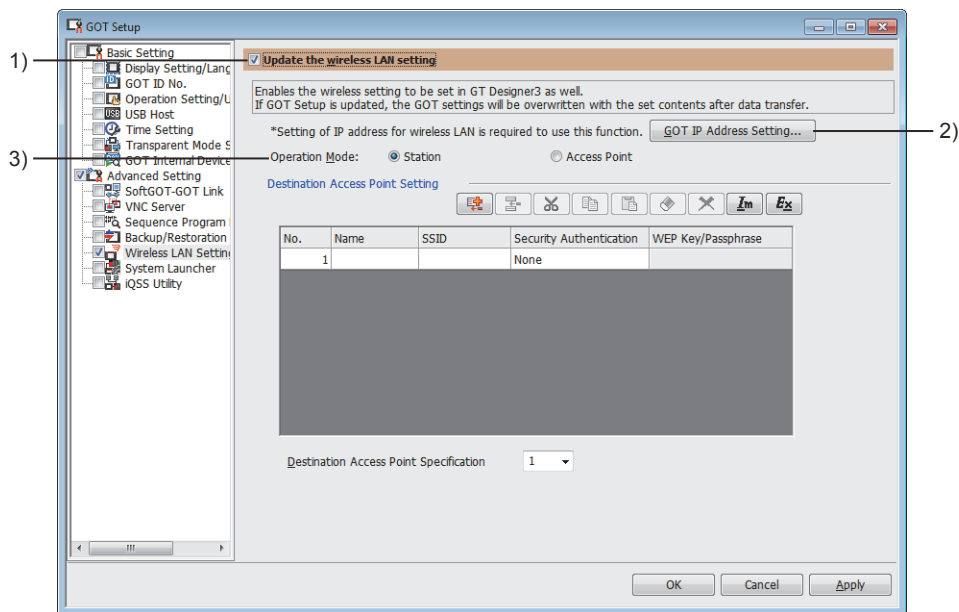 GOT Setup
1)
Basic Setting
Display Setting/Lang
GOT ID No.
Operation Setting/U
USB Host
Time Setting
Transparent Mode S
GOT Internal Device
Advanced Setting
SoftGOT-GOT Link
VNC Server
Sequence Program
Backup/Restoration
Wireless LAN Setting
System Launcher
iQSS Utility
Update the wireless LAN setting
Enables the wireless setting to be set in GT Designer3 as well.
If GOT Setup is updated, the GOT settings will be overwritten with the set contents after data transfer.
*Setting of IP address for wireless LAN is required to use this function. GOT IP Address Setting... 2)
3) Operation Mode: Station Access Point
Destination Access Point Setting
Im Ex
No. Name SSID Security Authentication WEP Key/Passphrase
1 None
Destination Access Point Specification 1
OK Cancel Apply